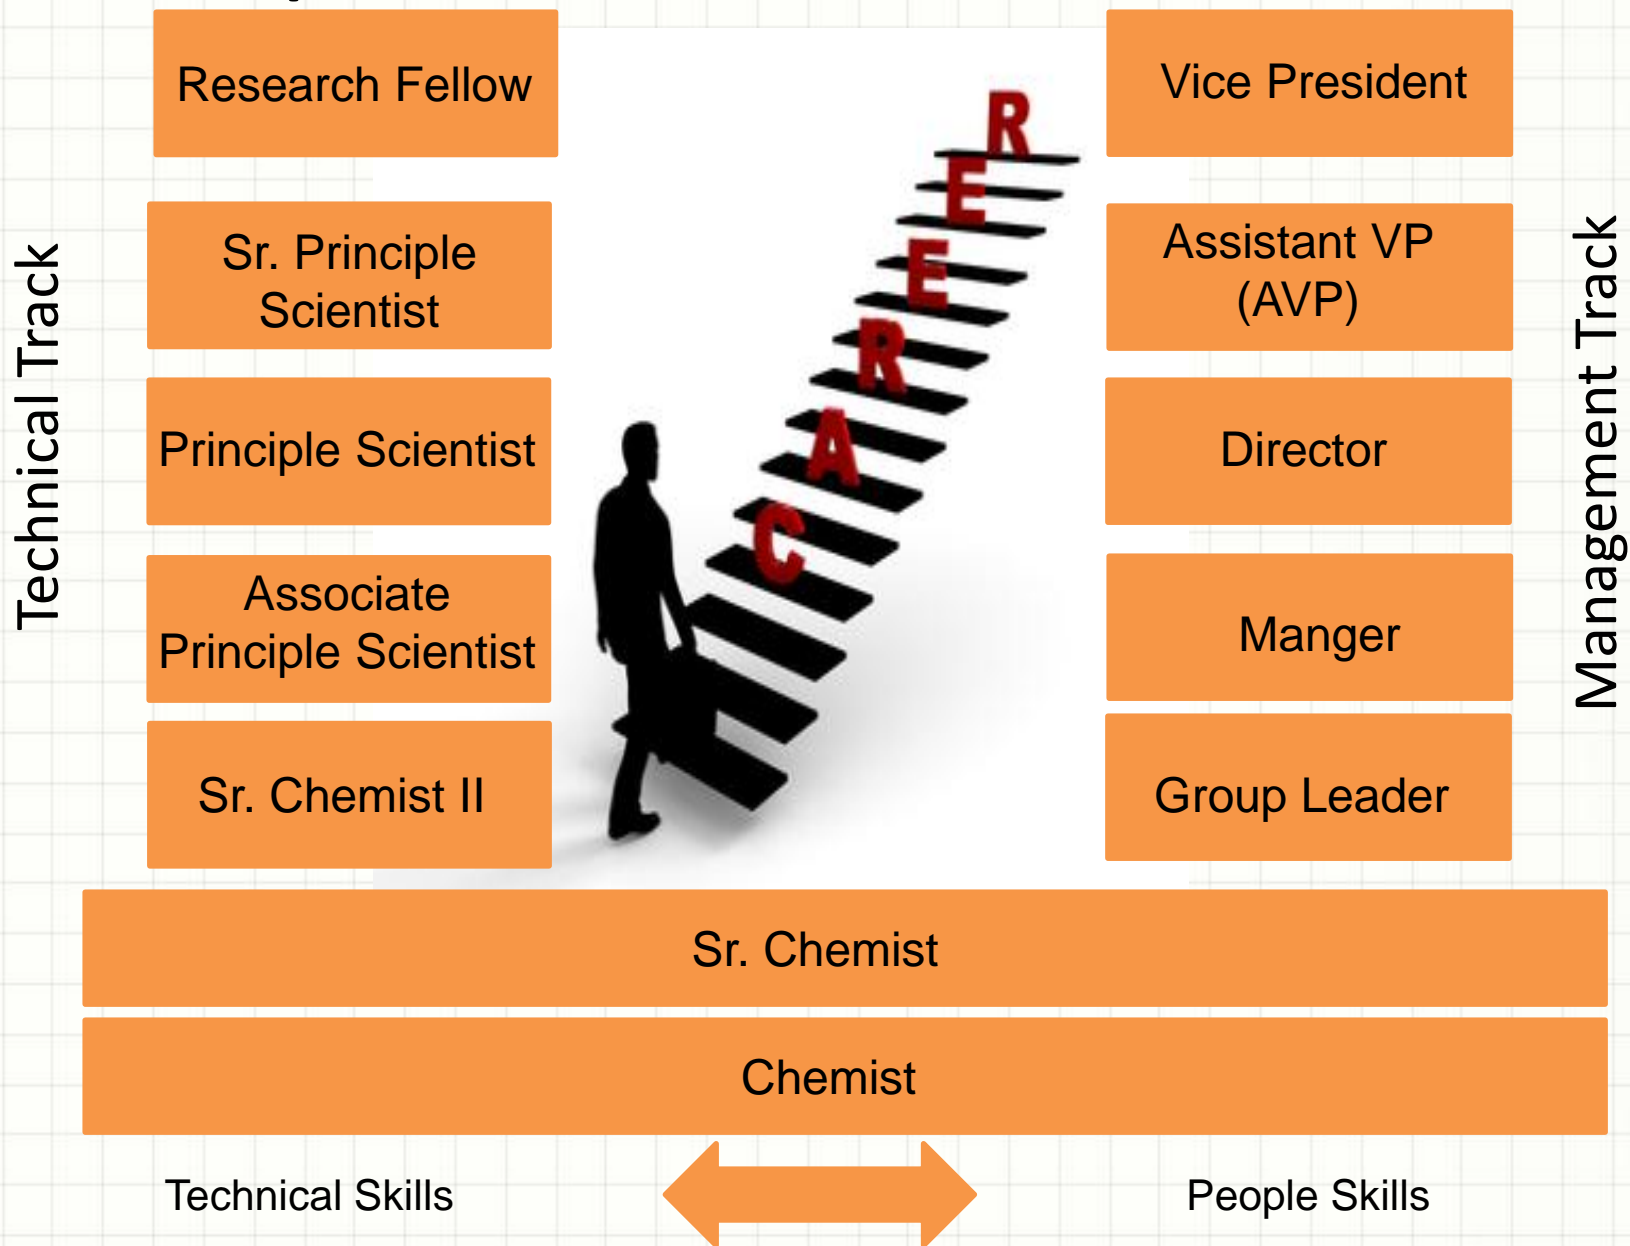 Research Fellow
Vice President
Sr. Principle
Scientist
Assistant VP
(AVP)
Principle Scientist
Director
Associate
Principle Scientist
Manger
Sr. Chemist II
Group Leader
Technical Track
Management Track
C
A
R
E
E
R
Sr. Chemist
Chemist
Technical Skills
People Skills